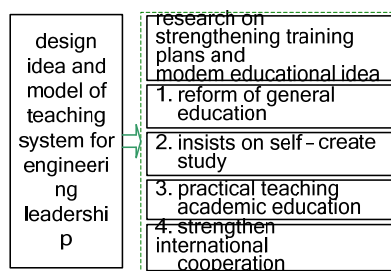 design
idea and
model of
teaching
system for
engineeri
ng
leadershi
p
research on
strengthening training
plans and
modem educational idea
1. reform of general
education
2. insists on self-create
study
3. practical teaching
academic education
4. strengthen
international
cooperation